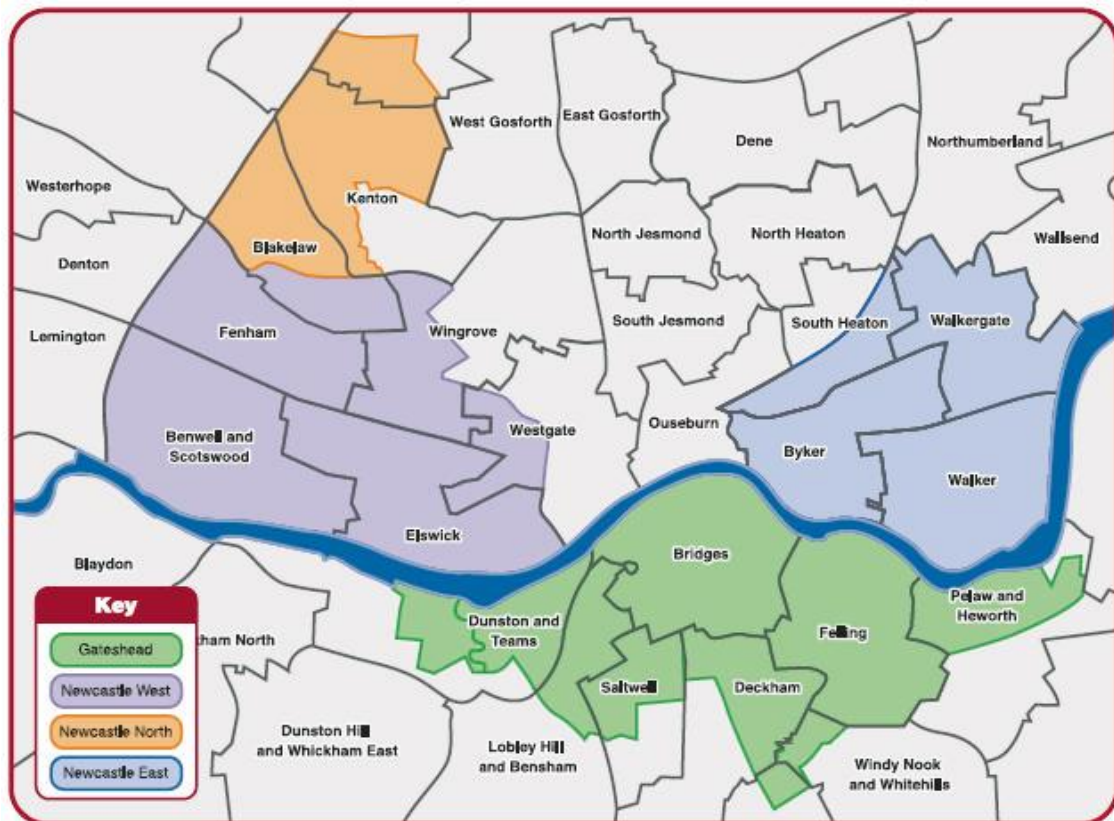 West Gosforth
East Gosforth
Dene
Northumberland
Westerhope
Kenton
North Jesmond
North Heaton
Wallsend
Blakelaw
Denton
Lemington
Fenham
Wingrove
South Jesmond
South Heaton
Walkergate
Benwell and
Scotswood
Westgate
Ouseburn
Byker
Walker
Elswick
Bridges
Blaydon
Dunston and
Teams
Felling
Pelaw and
Heworth
kham North
Saltwell
Deckham
Dunston Hill
and Whickham East
Lobley Hill
and Bensham
Windy Nook
and Whitehills
Key
Gateshead
Newcastle West
Newcastle North
Newcastle East